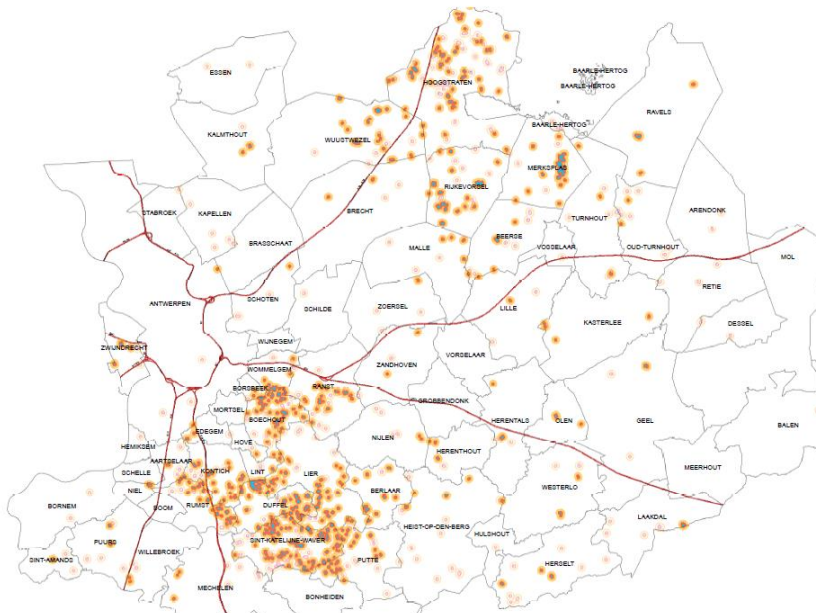 BAARLE-HERTOG
ESSEN
HOOGSTRATEN
BAARLE-HERTOG
RAVELS
BAARLE-HERTOG
KALMTHOUT
WUUSTWEZEL
MERKSPLAS
RIJKEVORSEL
STABROEK
KAPELLEN
BRECHT
ARENDONK
TURNHOUT
BEERSE
BRASSCHAAT
MALLE
VOSSELAAR
OUD-TURNHOUT
MOL
RETIE
SCHOTEN
ANTWERPEN
ZOERSEL
SCHILDE
LILLE
KASTERLEE
DESSEL
WIJNEGEM
ZWIJNDRECHT
VORSELAAR
ZANDHOVEN
WOMMELGEM
BORSBEEK
RANST
GROBBENDONK
MORTSEL
BOECHOUT
HERENTALS
OLEN
GEEL
BALEN
EDEGEM
NIJLEN
HOVE
HEMIKSEM
HERENTHOUT
AARTSELAAR
MEERHOUT
SCHELLE
KONTICH
LINT
LIER
NIEL
BERLAAR
WESTERLO
BORNEM
BOOM
RUMST
DUFFEL
LAAKDAL
HEIST-OP-DEN-BERG
HULSHOUT
PUURS
SINT-KATELIJNE-WAVER
WILLEBROEK
SINT-AMANDS
PUTTE
HERSELT
MECHELEN
BONHEIDEN